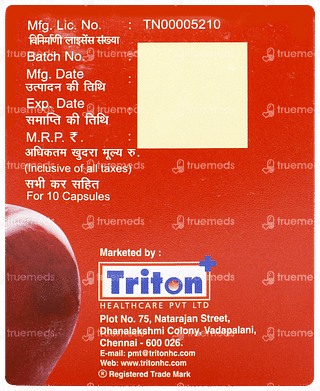 Mfg. Lic. No. : TN00005210
विनिर्माणी लाइसेंस संख्या
Batch No. :
Mfg. Date :
उत्पादन की तिथि
Exp. Date :
समाप्ति की तिथि
M.R.P. ₹. :
अधिकतम खुदरा मूल्य रु.
(Inclusive of all taxes)
सभी कर सहित
For 10 Capsules
Marketed by :
Triton
HEALTHCARE PVT LTD
Plot No. 75, Natarajan Street,
Dhanalakshmi Colony, Vadapalani,
Chennai - 600 026.
E-mail: pmt@tritonhc.com
Web: www.tritonhc.com
® Registered Trade Mark
truemeds